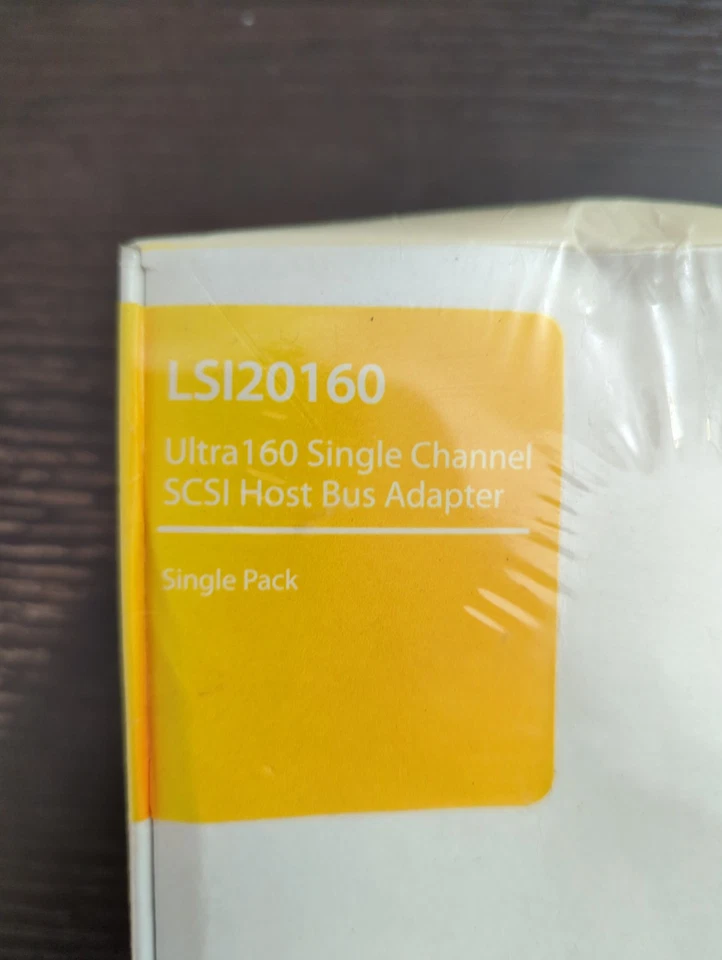 LSI20160
Ultra160 Single Channel
SCSI Host Bus Adapter
Single Pack